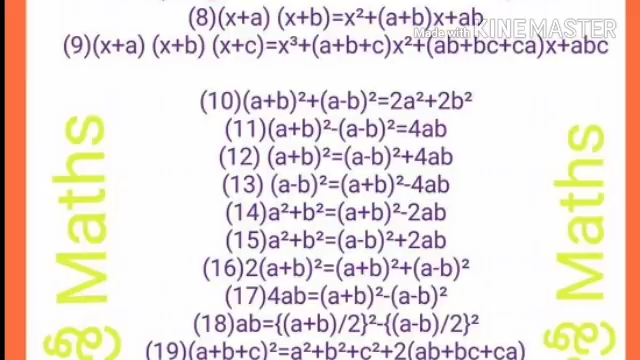 (8)(x+a) (x+b)=x²+(a+b)x+ab
Made with KINEMASTER
(9)(x+a) (x+b) (x+c)=x³+(a+b+c)x²+(ab+bc+ca)x+abc
(10)(a+b)²+(a-b)²=2a²+2b²
(11)(a+b)²-(a-b)²=4ab
(12) (a+b)²=(a-b)²+4ab
(13) (a-b)²=(a+b)²-4ab
(14)a²+b²=(a+b)²-2ab
(15)a²+b²=(a-b)²+2ab
(16)2(a+b)²=(a+b)²+(a-b)²
(17)4ab=(a+b)²-(a-b)²
(18)ab={(a+b)/2}²-{(a-b)/2}²
(19)(a+b+c)²=a²+b²+c²+2(ab+bc+ca)
ஸ்ரீ Maths
ஸ்ரீ Maths